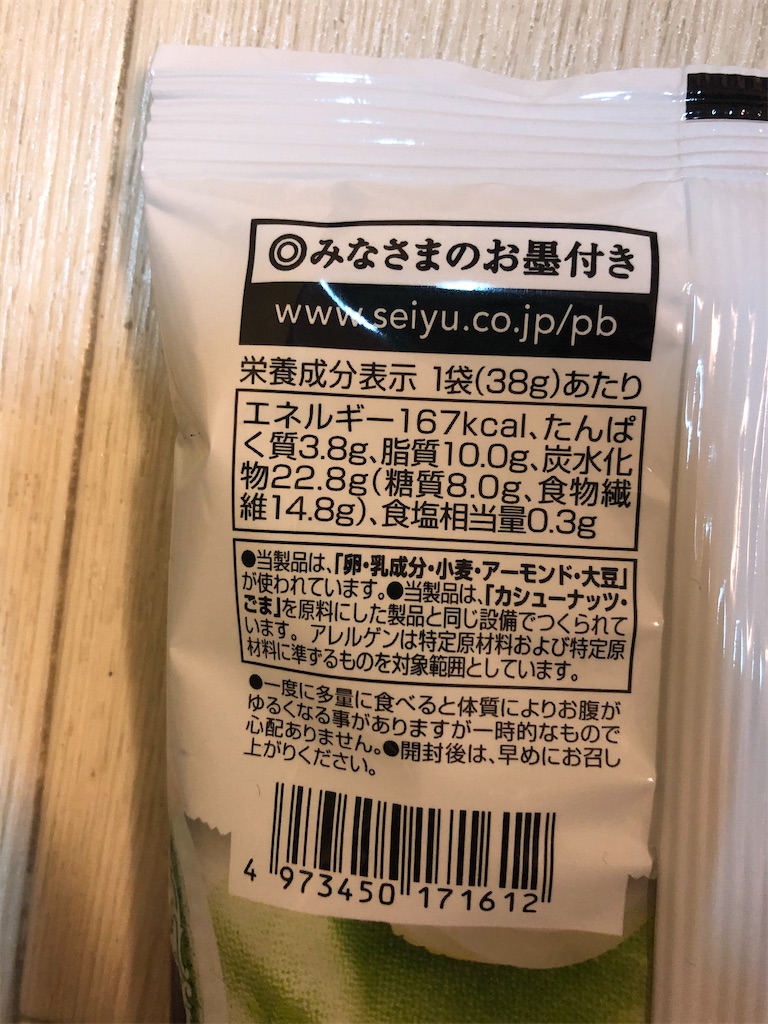 ◎みなさまのお墨付き
www.seiyu.co.jp/pb
栄養成分表示 1袋(38g)あたり
エネルギー167kcal、たんぱ
く質3.8g、脂質10.0g、炭水化
物22.8g(糖質8.0g、食物繊
維14.8g)、食塩相当量0.3g
●当製品は、「卵・乳成分・小麦・アーモンド・大豆」
が使われています。●当製品は、「カシューナッツ・
ごま」を原料にした製品と同じ設備でつくられて
います。アレルゲンは特定原材料および特定原
材料に準ずるものを対象範囲としています。
●一度に多量に食べると体質によりお腹が
ゆるくなる事がありますが一時的なもので
心配ありません。●開封後は、早めにお召し
上がりください。
4 973450 171612